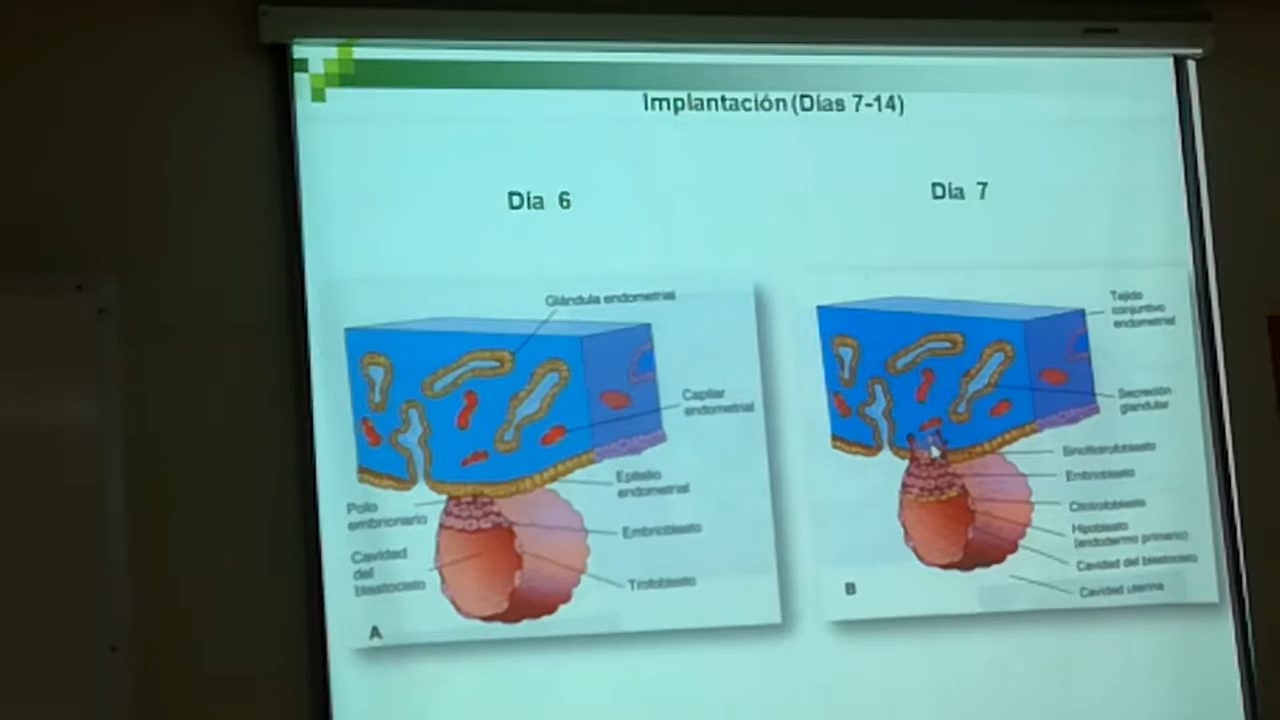 Implantación (Días 7-14)
Día 6
Día 7
Glándula endometrial
Capilar
endometrial
Epitelio
endometrial
Embrioblasto
Trofoblasto
Polo
embrionario
Cavidad
del
blastocisto
A
Tejido
conjuntivo
endometrial
Secreción
glandular
Sincitiotrofoblasto
Embrioblasto
Citotrofoblasto
Hipoblasto
(endodermo primario)
Cavidad del blastocisto
Cavidad uterina
B